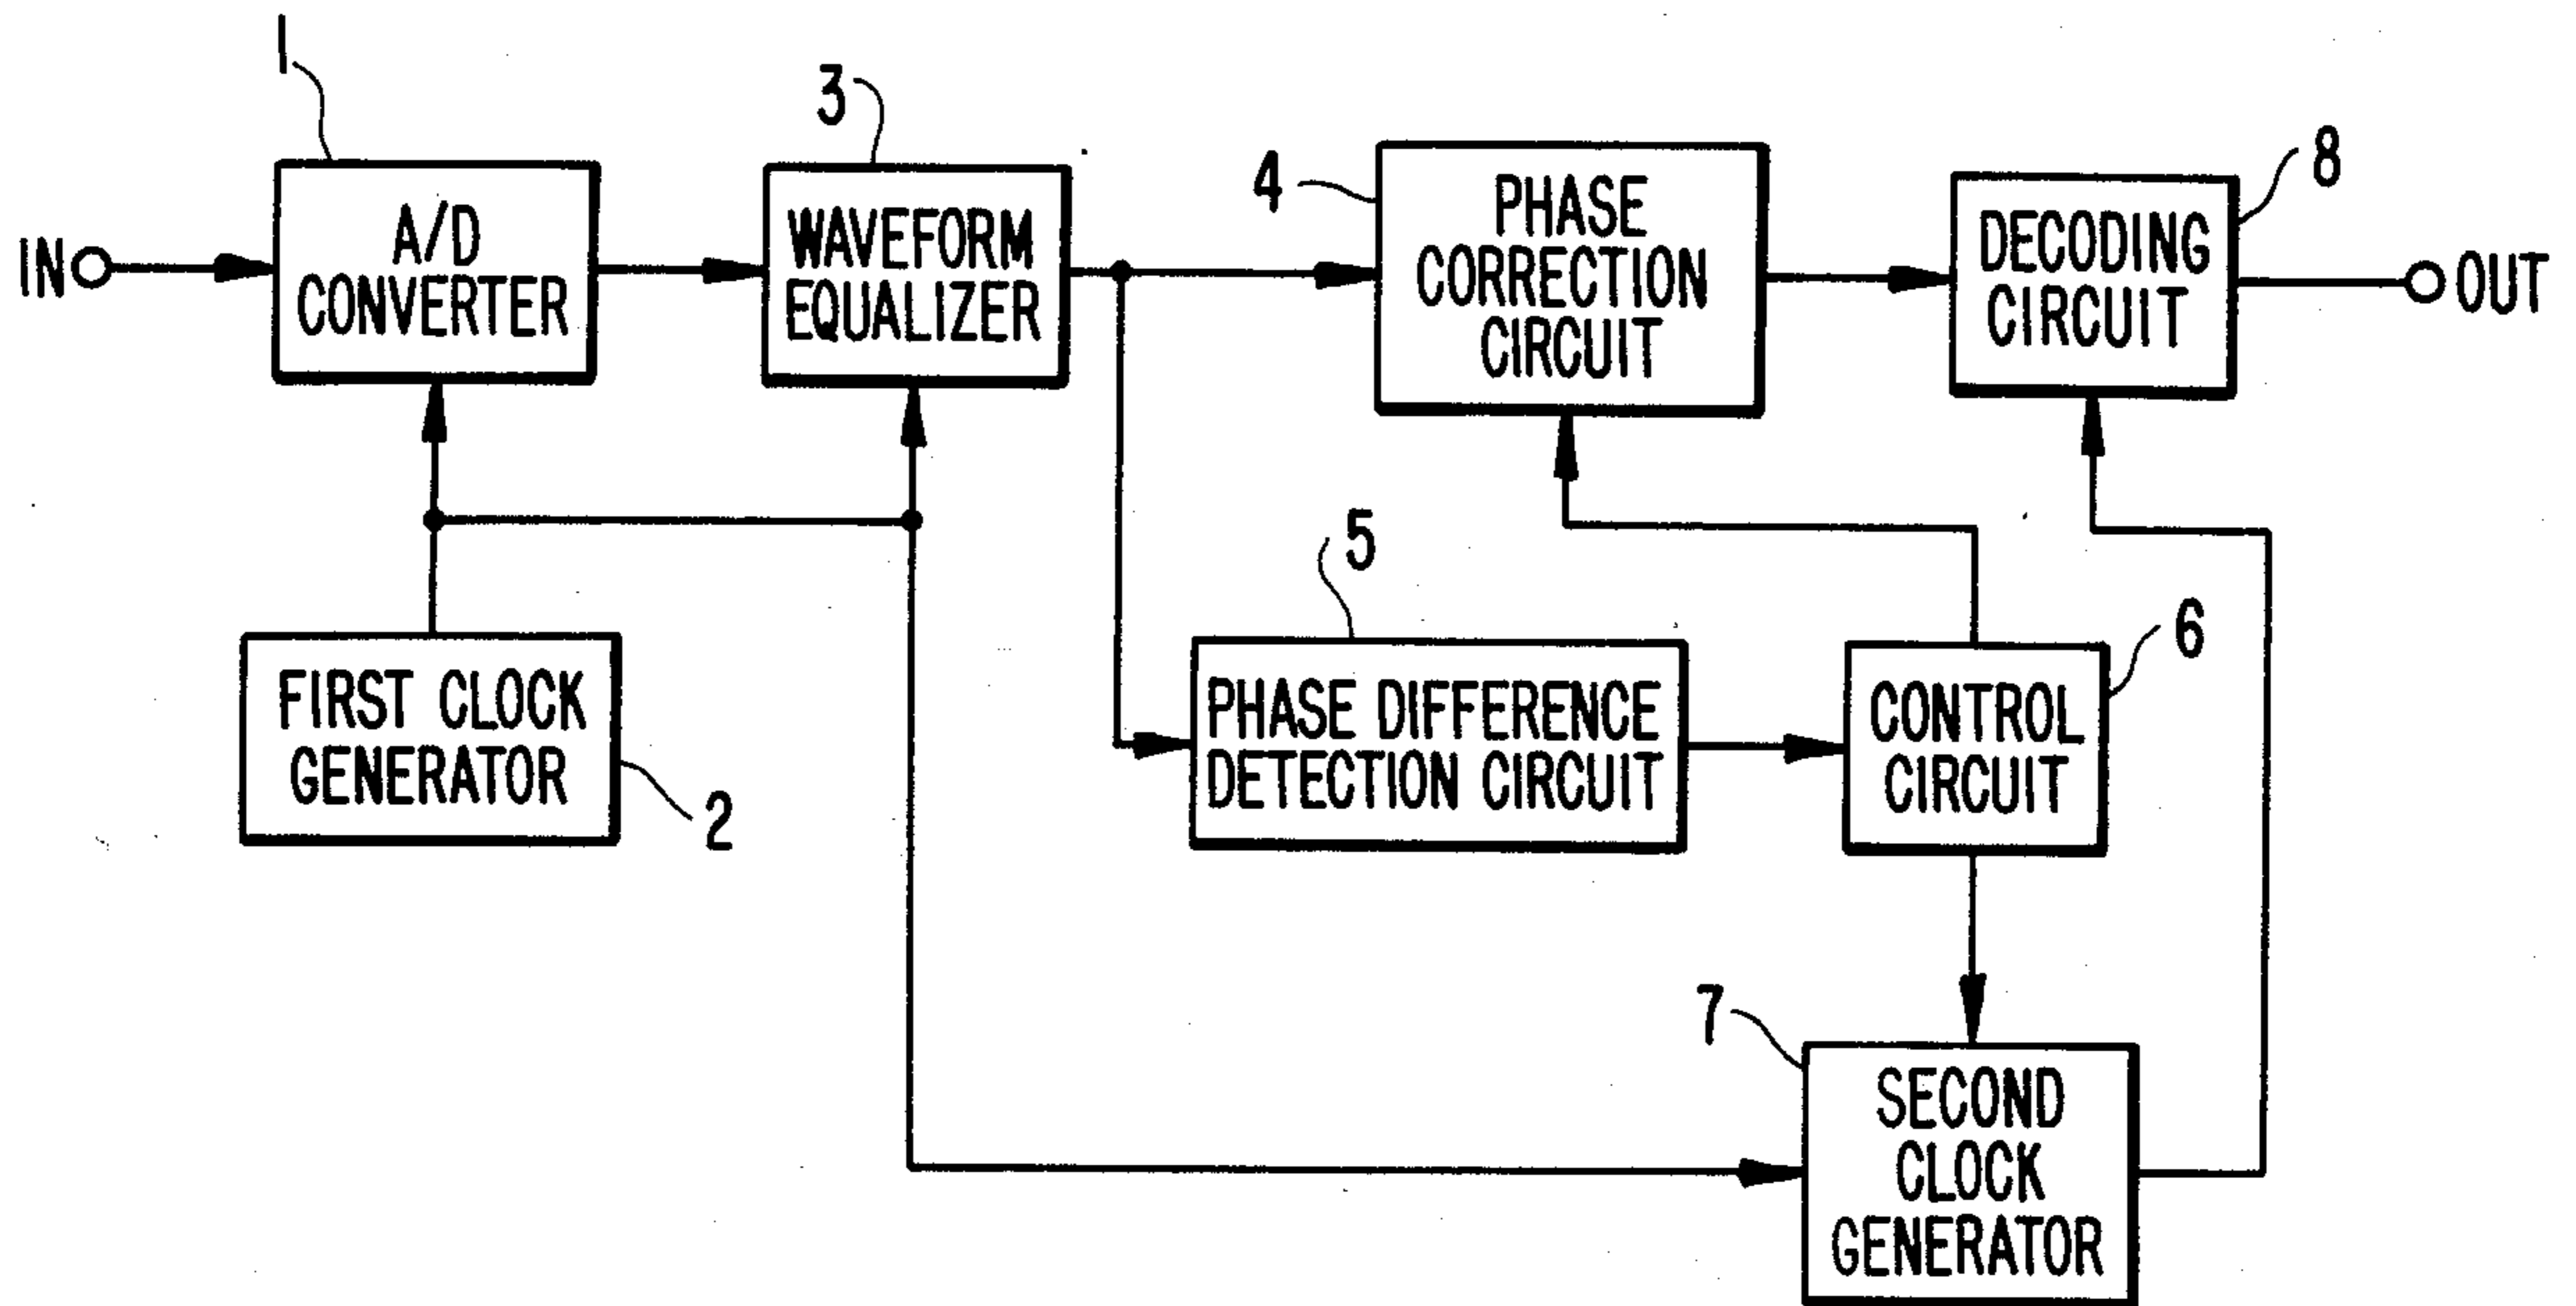 1
3
4
8
IN
A/D
CONVERTER
WAVEFORM
EQUALIZER
PHASE
CORRECTION
CIRCUIT
DECODING
CIRCUIT
OUT
FIRST CLOCK
GENERATOR
2
5
PHASE DIFFERENCE
DETECTION CIRCUIT
6
CONTROL
CIRCUIT
7
SECOND
CLOCK
GENERATOR